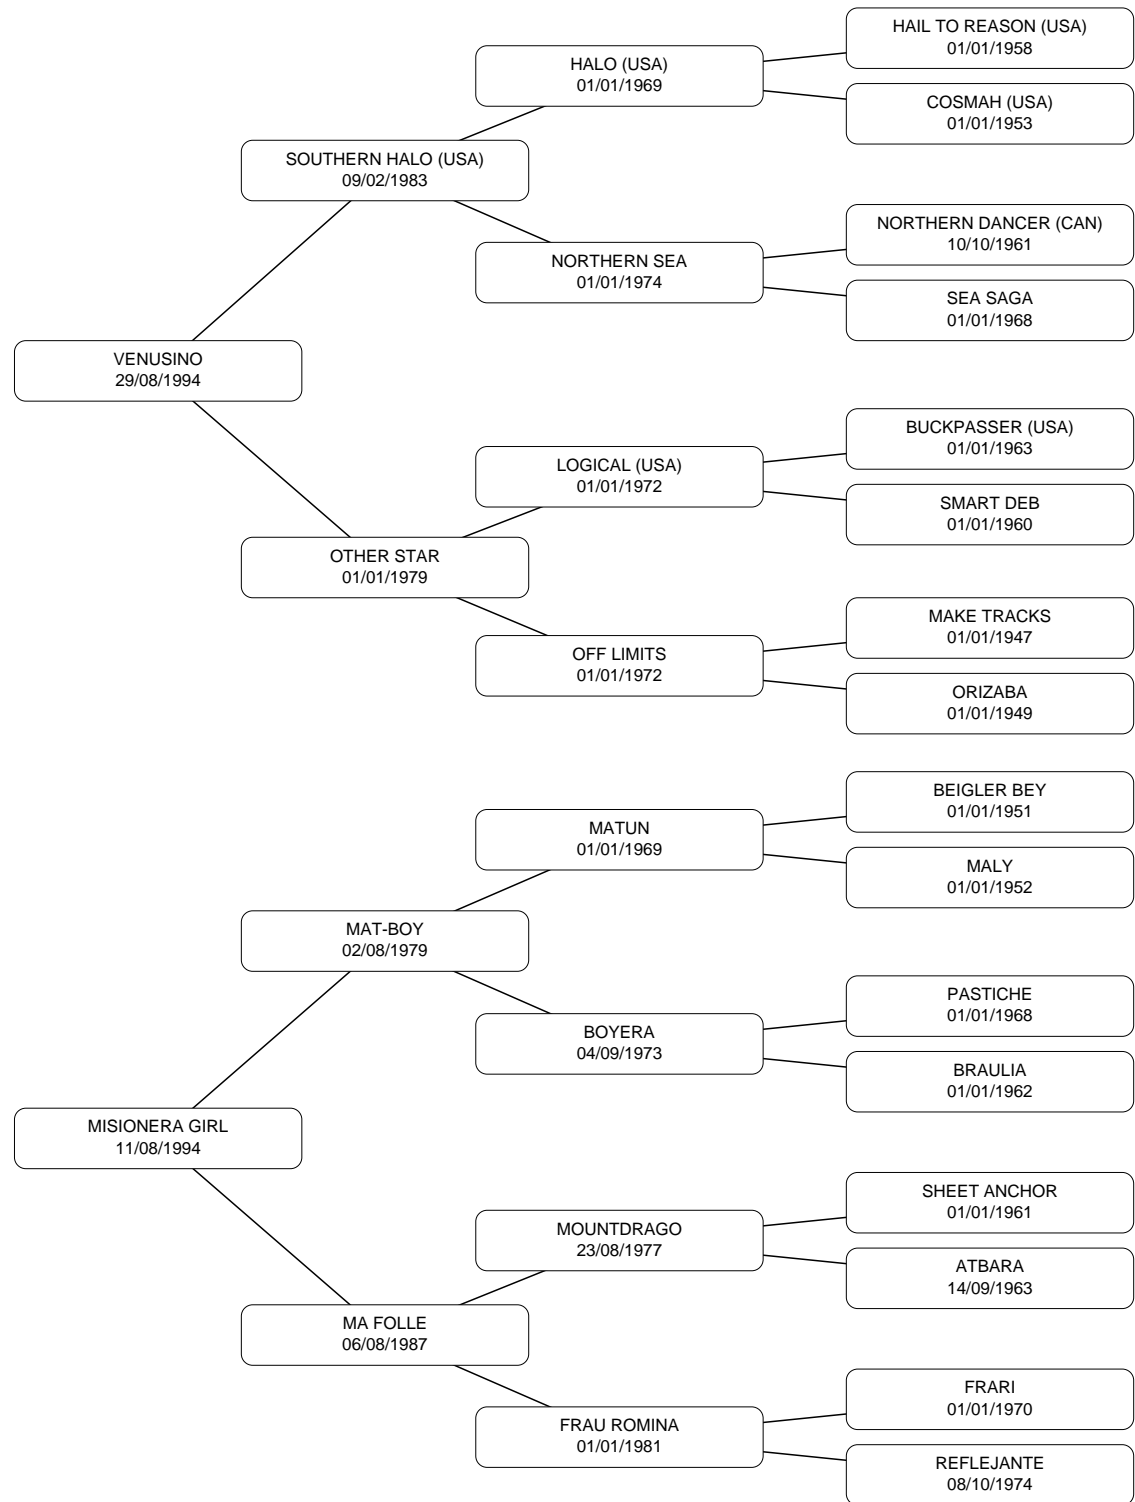 HAIL TO REASON (USA)
01/01/1958
HALO (USA)
01/01/1969
COSMAH (USA)
01/01/1953
SOUTHERN HALO (USA)
09/02/1983
NORTHERN DANCER (CAN)
10/10/1961
NORTHERN SEA
01/01/1974
SEA SAGA
01/01/1968
VENUSINO
29/08/1994
BUCKPASSER (USA)
01/01/1963
LOGICAL (USA)
01/01/1972
SMART DEB
01/01/1960
OTHER STAR
01/01/1979
MAKE TRACKS
01/01/1947
OFF LIMITS
01/01/1972
ORIZABA
01/01/1949
BEIGLER BEY
01/01/1951
MATUN
01/01/1969
MALY
01/01/1952
MAT-BOY
02/08/1979
PASTICHE
01/01/1968
BOYERA
04/09/1973
BRAULIA
01/01/1962
MISIONERA GIRL
11/08/1994
SHEET ANCHOR
01/01/1961
MOUNTDRAGO
23/08/1977
ATBARA
14/09/1963
MA FOLLE
06/08/1987
FRARI
01/01/1970
FRAU ROMINA
01/01/1981
REFLEJANTE
08/10/1974